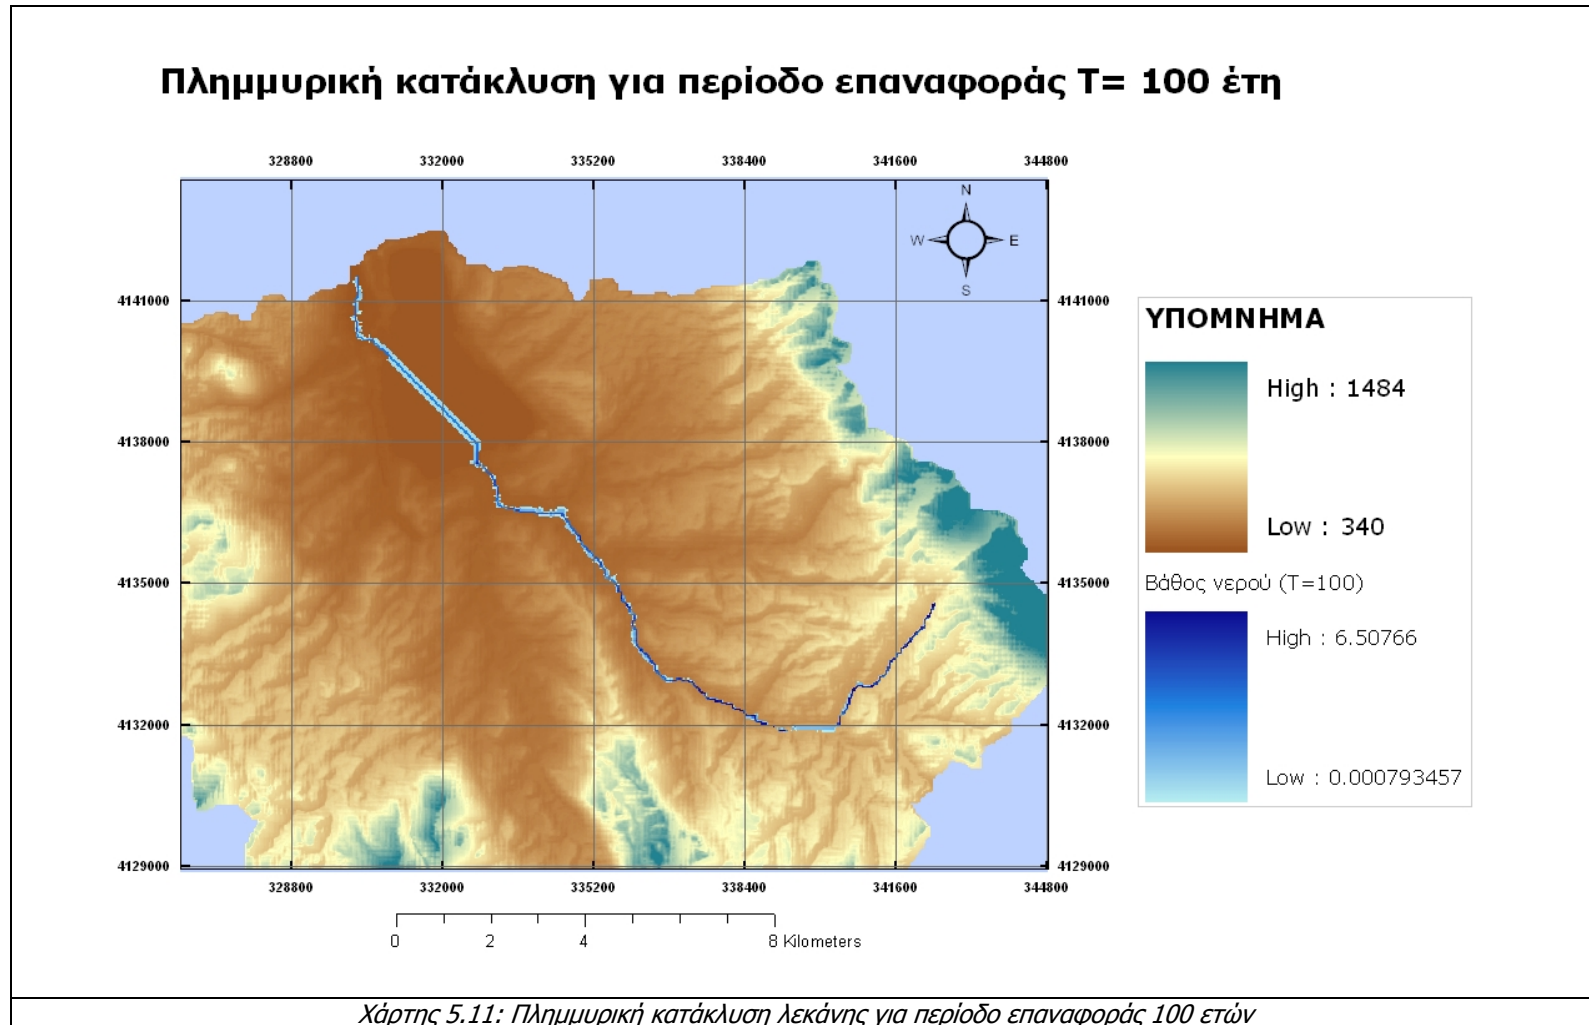 Πλημμυρική κατάκλυση για περίοδο επαναφοράς Τ= 100 έτη
328800 332000 335200 338400 341600 344800
N
W E
S
4141000 4141000
ΥΠΟΜΝΗΜΑ
High : 1484
4138000 4138000
Low : 340
4135000 4135000
Βάθος νερού (T=100)
High : 6.50766
4132000 4132000
Low : 0.000793457
4129000 4129000
328800 332000 335200 338400 341600 344800
0 2 4 8 Kilometers
Χάρτης 5.11: Πλημμυρική κατάκλυση λεκάνης για περίοδο επαναφοράς 100 ετών